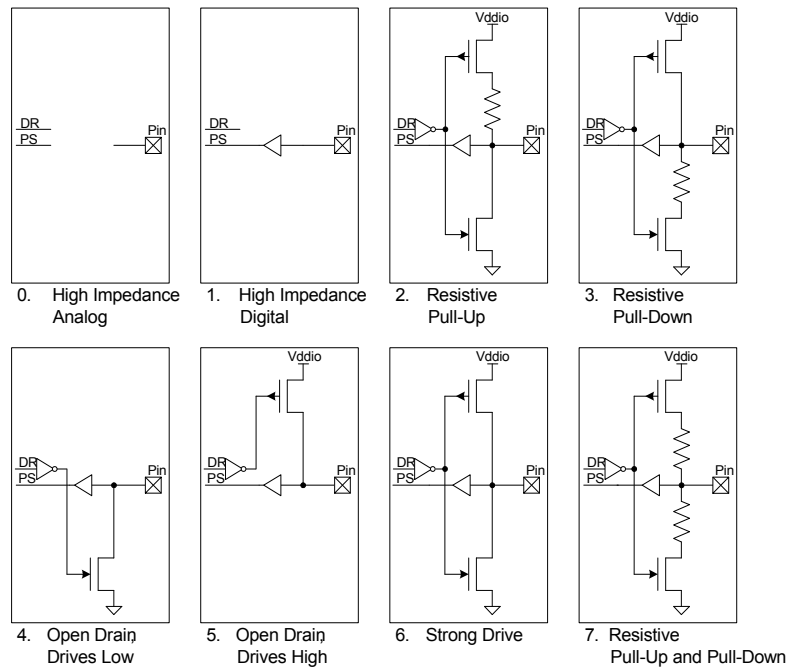 Vddio
Vddio
DR
PS
Pin
DR
PS
Pin
DR
PS
Pin
DR
PS
Pin
0. High Impedance
Analog
1. High Impedance
Digital
2. Resistive
Pull-Up
3. Resistive
Pull-Down
Vddio
Vddio
Vddio
DR
PS
Pin
DR
PS
Pin
DR
PS
Pin
DR
PS
Pin
4. Open Drain,
Drives Low
5. Open Drain,
Drives High
6. Strong Drive
7. Resistive
Pull-Up and Pull-Down